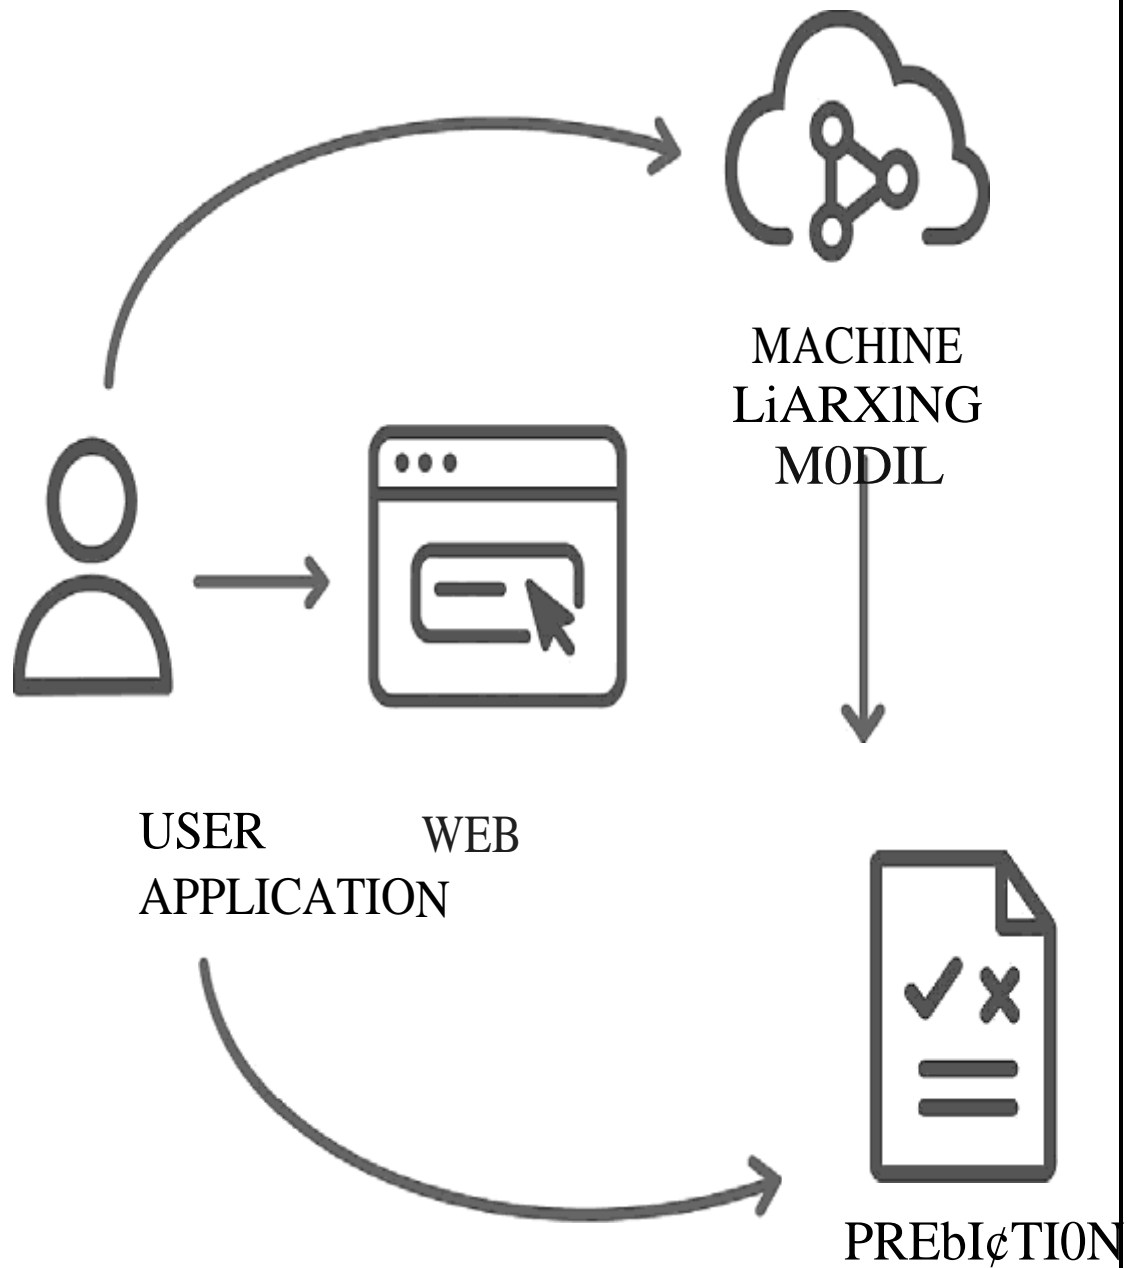 MACHINE
LiARXlNG
M0DIL
USER WEB
APPLICATION
PREbI¢TI0N